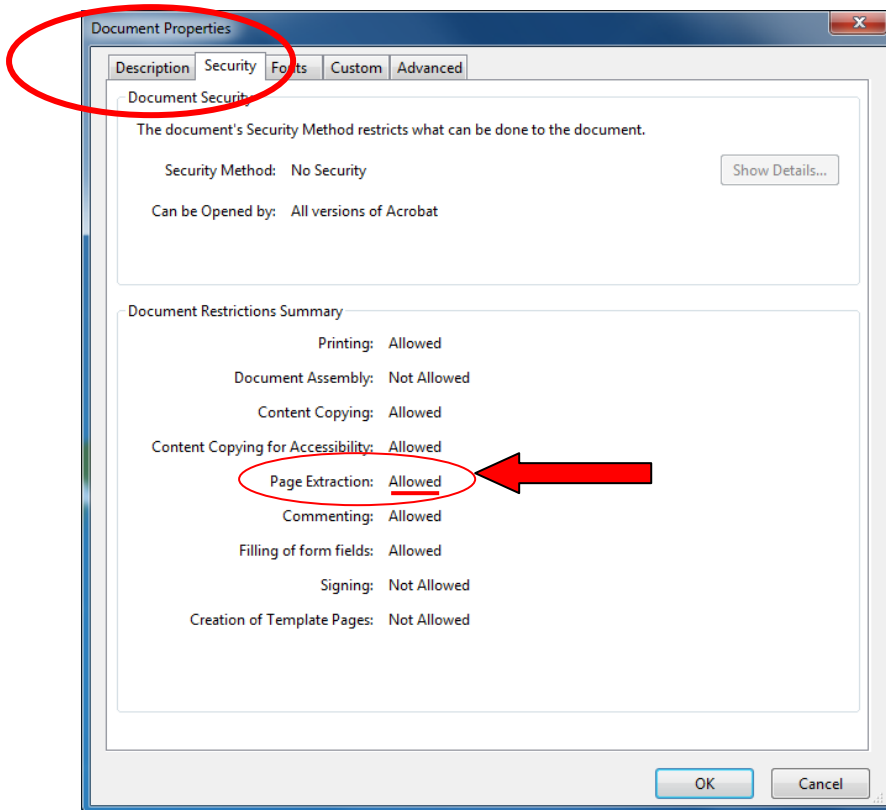 Document Properties
Description Security Fonts Custom Advanced
Document Security
The document's Security Method restricts what can be done to the document.
Security Method: No Security
Show Details...
Can be Opened by: All versions of Acrobat
Document Restrictions Summary
Printing: Allowed
Document Assembly: Not Allowed
Content Copying: Allowed
Content Copying for Accessibility: Allowed
Page Extraction: Allowed
Commenting: Allowed
Filling of form fields: Allowed
Signing: Not Allowed
Creation of Template Pages: Not Allowed
OK Cancel